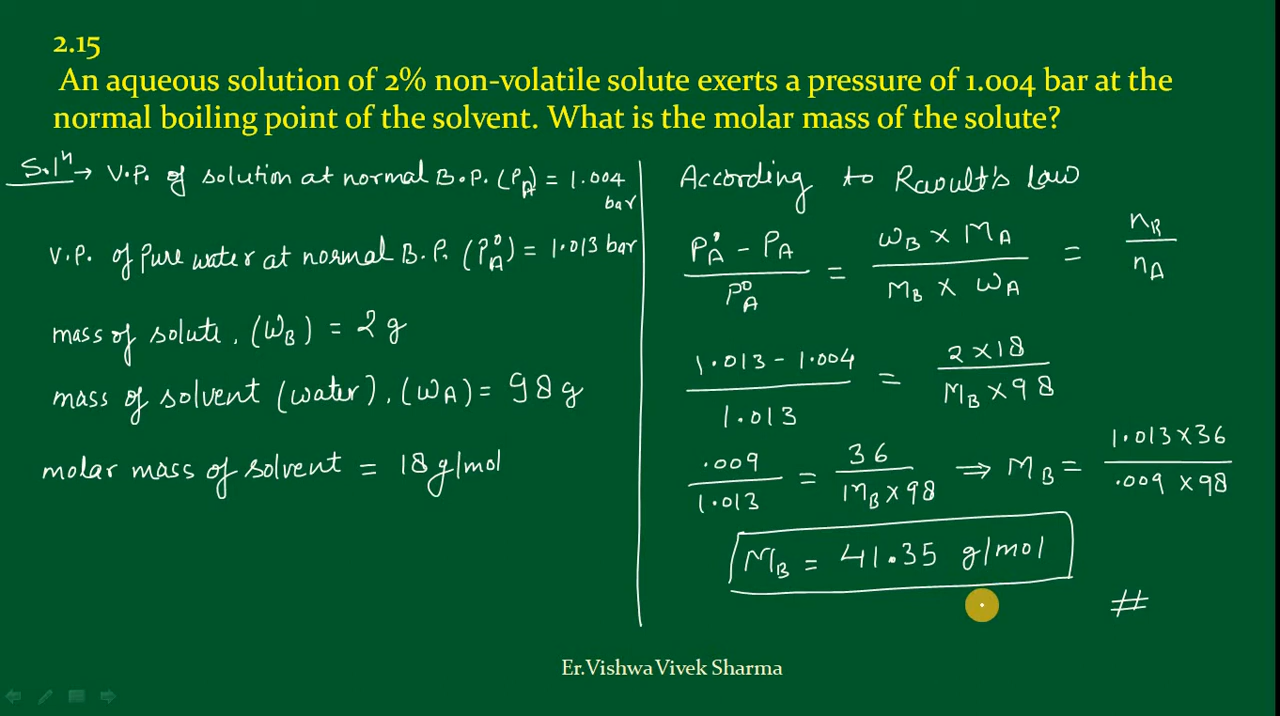 2.15
An aqueous solution of 2% non-volatile solute exerts a pressure of 1.004 bar at the
normal boiling point of the solvent. What is the molar mass of the solute?
Solⁿ → V.P. of solution at normal B.P. (P_A) = 1.004
bar
V.P. of pure water at normal B.P. (P_A⁰) = 1.013 bar
mass of solute, (W_B) = 2 g
mass of solvent (water), (W_A) = 98 g
molar mass of solvent = 18 g/mol
According to Raoult's Law
(P_A⁰ - P_A) / P_A⁰ = (W_B × M_A) / (M_B × W_A) = n_B / n_A
(1.013 - 1.004) / 1.013 = (2 × 18) / (M_B × 98)
.009 / 1.013 = 36 / (M_B × 98) ⇒ M_B = (1.013 × 36) / (.009 × 98)
M_B = 41.35 g/mol
#
Er.Vishwa Vivek Sharma